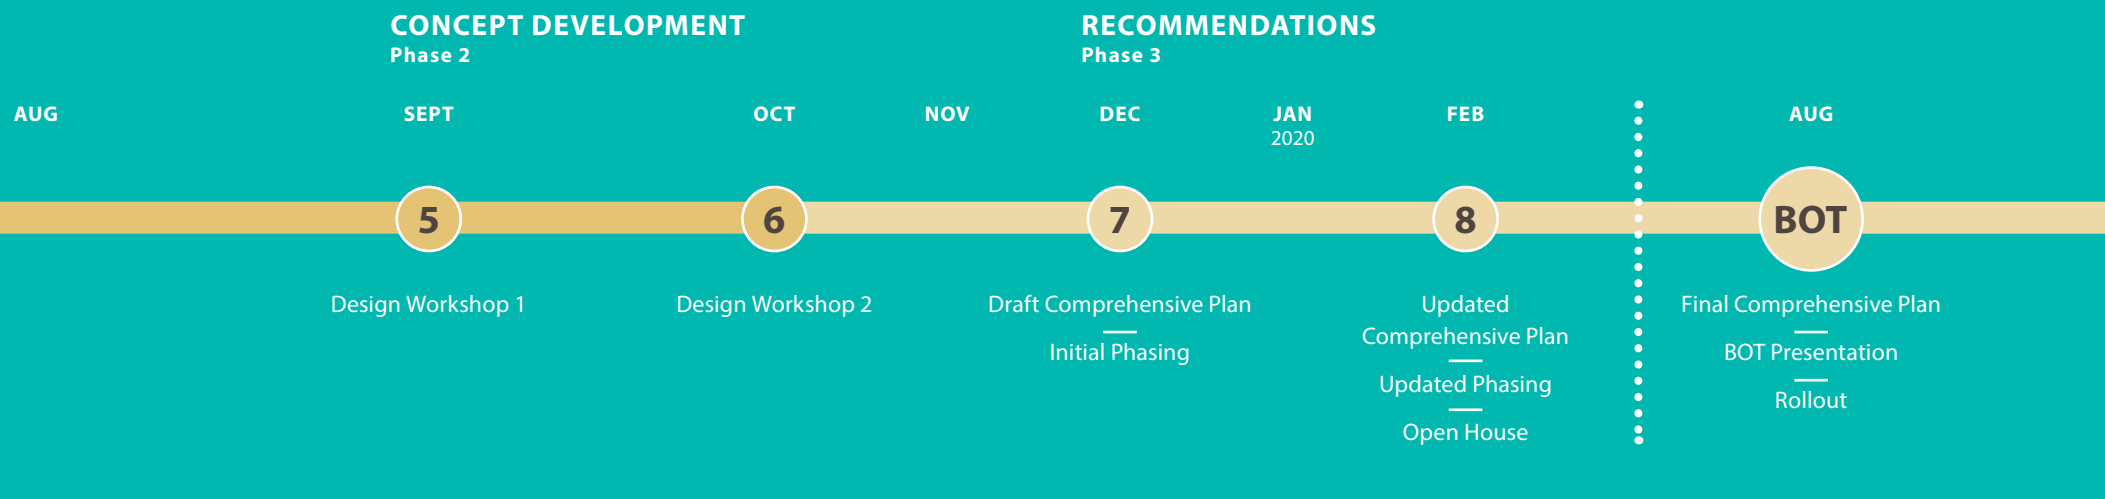 CONCEPT DEVELOPMENT
Phase 2
RECOMMENDATIONS
Phase 3
AUG
SEPT
OCT
NOV
DEC
JAN
2020
FEB
AUG
5
6
7
8
BOT
Design Workshop 1
Design Workshop 2
Draft Comprehensive Plan
Initial Phasing
Updated
Comprehensive Plan
Updated Phasing
Open House
Final Comprehensive Plan
BOT Presentation
Rollout